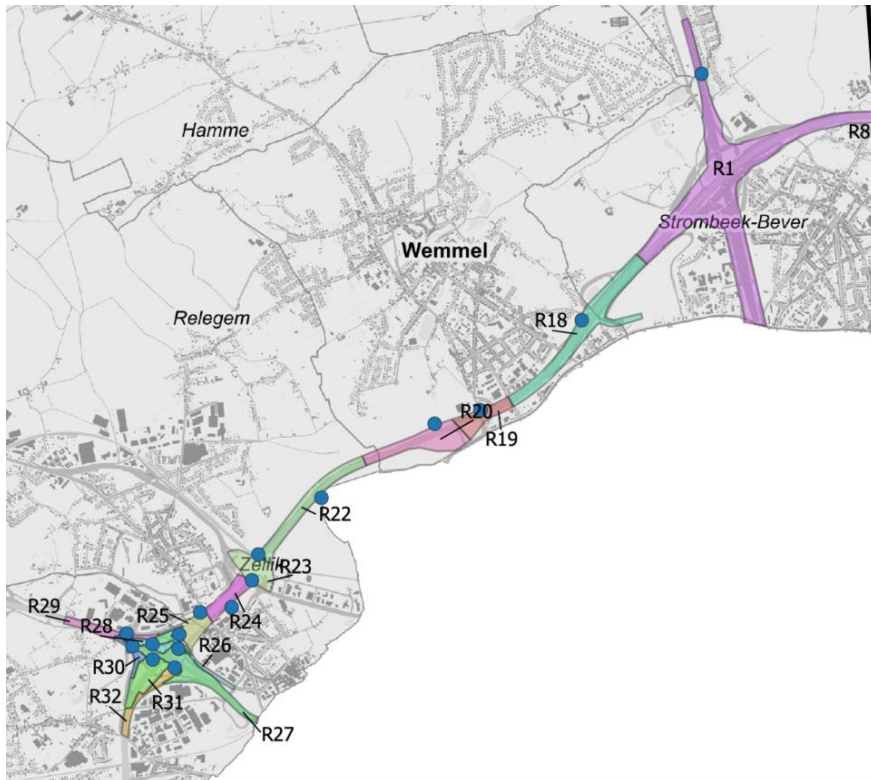 Hamme
R8
R1
Strombeek-Bever
Wemmel
Relegem
R18
R20
R19
R22
Zellik
R23
R29
R25
R24
R28
R26
R30
R31
R32
R27